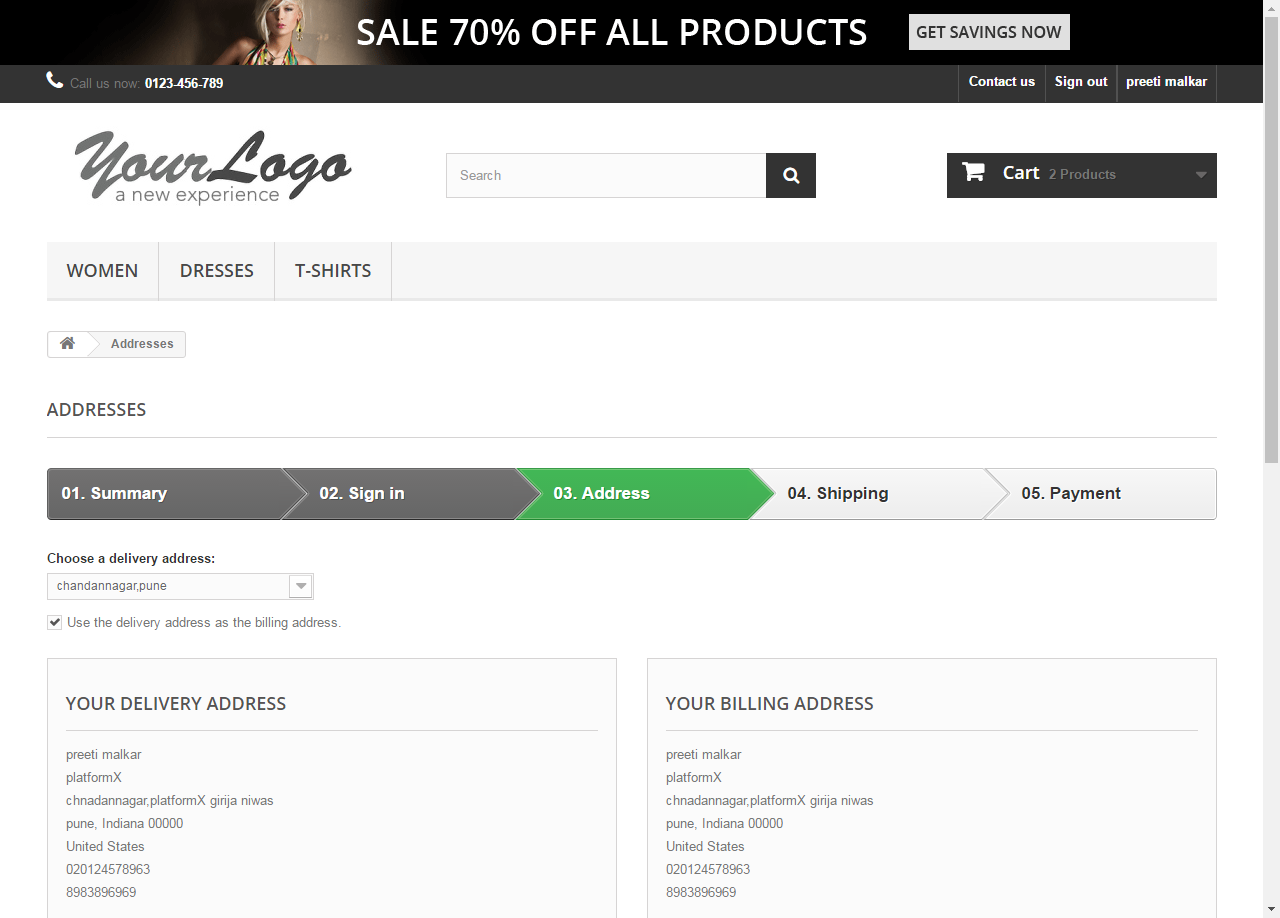 SALE 70% OFF ALL PRODUCTS GET SAVINGS NOW
Call us now: 0123-456-789 Contact us Sign out preeti malkar
YourLogo
a new experience
Search
Cart 2 Products
WOMEN DRESSES T-SHIRTS
Addresses
ADDRESSES
01. Summary 02. Sign in 03. Address 04. Shipping 05. Payment
Choose a delivery address:
chandannagar,pune
Use the delivery address as the billing address.
YOUR DELIVERY ADDRESS
preeti malkar
platformX
chnadannagar,platformX girija niwas
pune, Indiana 00000
United States
020124578963
8983896969
YOUR BILLING ADDRESS
preeti malkar
platformX
chnadannagar,platformX girija niwas
pune, Indiana 00000
United States
020124578963
8983896969